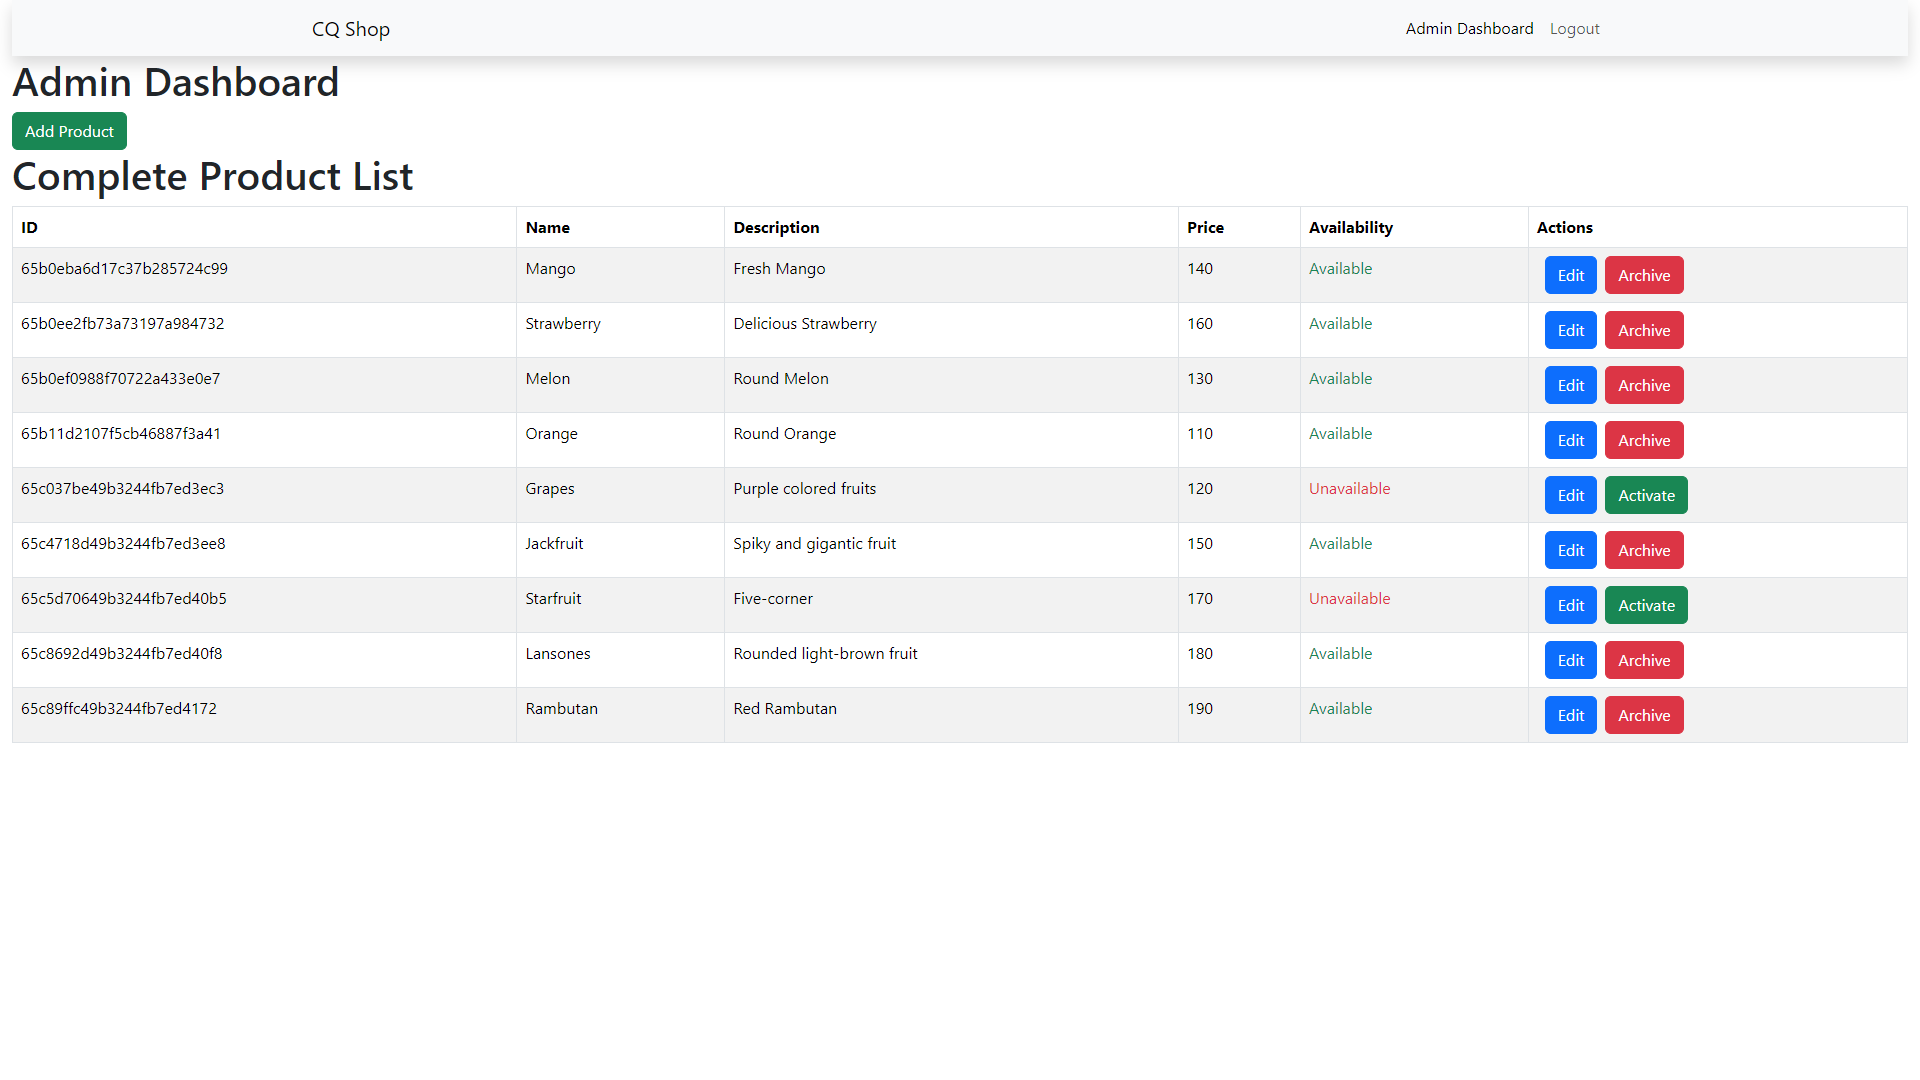 CQ Shop Admin Dashboard Logout
Admin Dashboard
Add Product
Complete Product List
ID Name Description Price Availability Actions
65b0eba6d17c37b285724c99 Mango Fresh Mango 140 Available Edit Archive
65b0ee2fb73a73197a984732 Strawberry Delicious Strawberry 160 Available Edit Archive
65b0ef0988f70722a433e0e7 Melon Round Melon 130 Available Edit Archive
65b11d2107f5cb46887f3a41 Orange Round Orange 110 Available Edit Archive
65c037be49b3244fb7ed3ec3 Grapes Purple colored fruits 120 Unavailable Edit Activate
65c4718d49b3244fb7ed3ee8 Jackfruit Spiky and gigantic fruit 150 Available Edit Archive
65c5d70649b3244fb7ed40b5 Starfruit Five-corner 170 Unavailable Edit Activate
65c8692d49b3244fb7ed40f8 Lansones Rounded light-brown fruit 180 Available Edit Archive
65c89ffc49b3244fb7ed4172 Rambutan Red Rambutan 190 Available Edit Archive